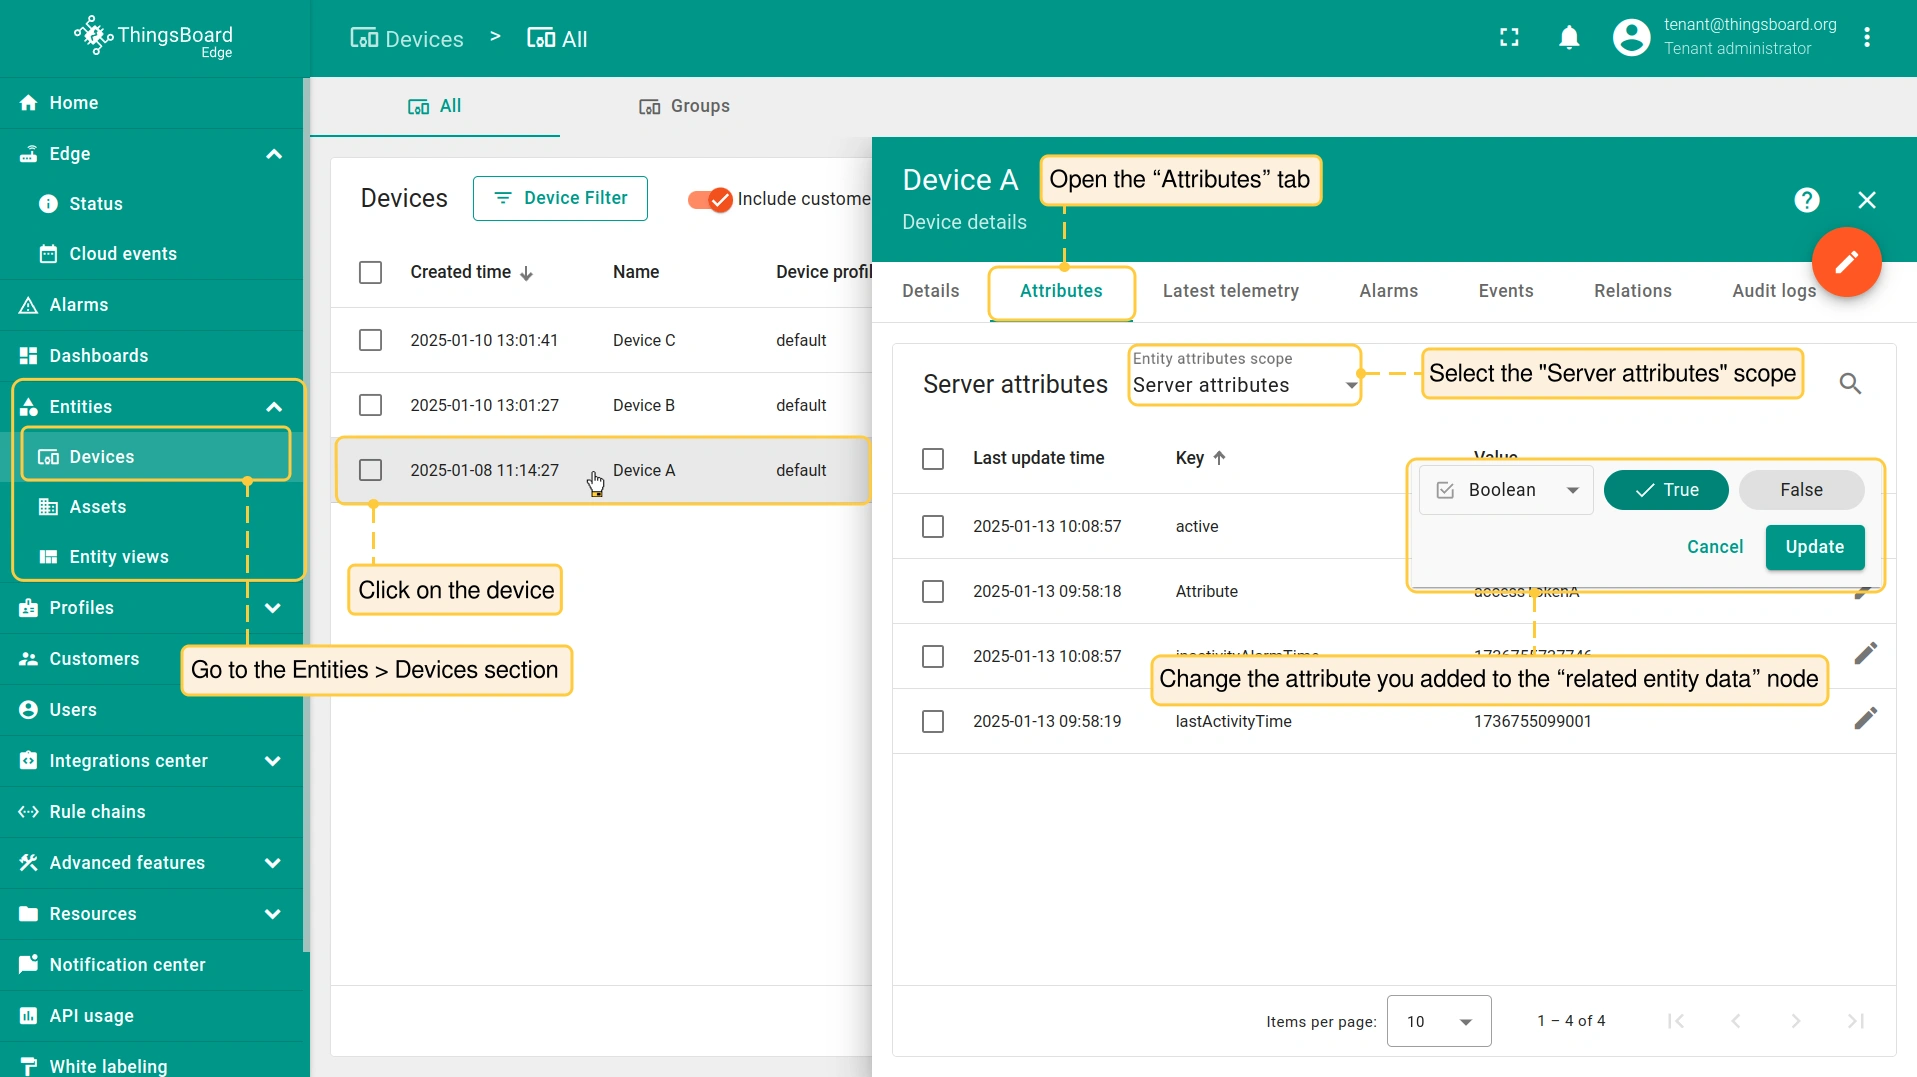 ThingsBoard
Edge
Devices > All
tenant@thingsboard.org
Tenant administrator
Home
Edge
Status
Cloud events
Alarms
Dashboards
Entities
Devices
Assets
Entity views
Profiles
Customers
Users
Integrations center
Rule chains
Advanced features
Resources
Notification center
API usage
White labeling
Go to the Entities > Devices section
All
Groups
Devices
Device Filter
Include custome
Created time Name Device profil
2025-01-10 13:01:41 Device C default
2025-01-10 13:01:27 Device B default
2025-01-08 11:14:27 Device A default
Click on the device
Device A
Device details
Open the “Attributes” tab
Details Attributes Latest telemetry Alarms Events Relations Audit logs
Server attributes
Entity attributes scope
Server attributes
Select the "Server attributes" scope
Last update time Key Value
Boolean True False
Cancel Update
2025-01-13 10:08:57 active
2025-01-13 09:58:18 Attribute accessTokenA
2025-01-13 10:08:57 inactivityAlarmTime 1736755737746
Change the attribute you added to the “related entity data” node
2025-01-13 09:58:19 lastActivityTime 1736755099001
Items per page: 10 1 – 4 of 4